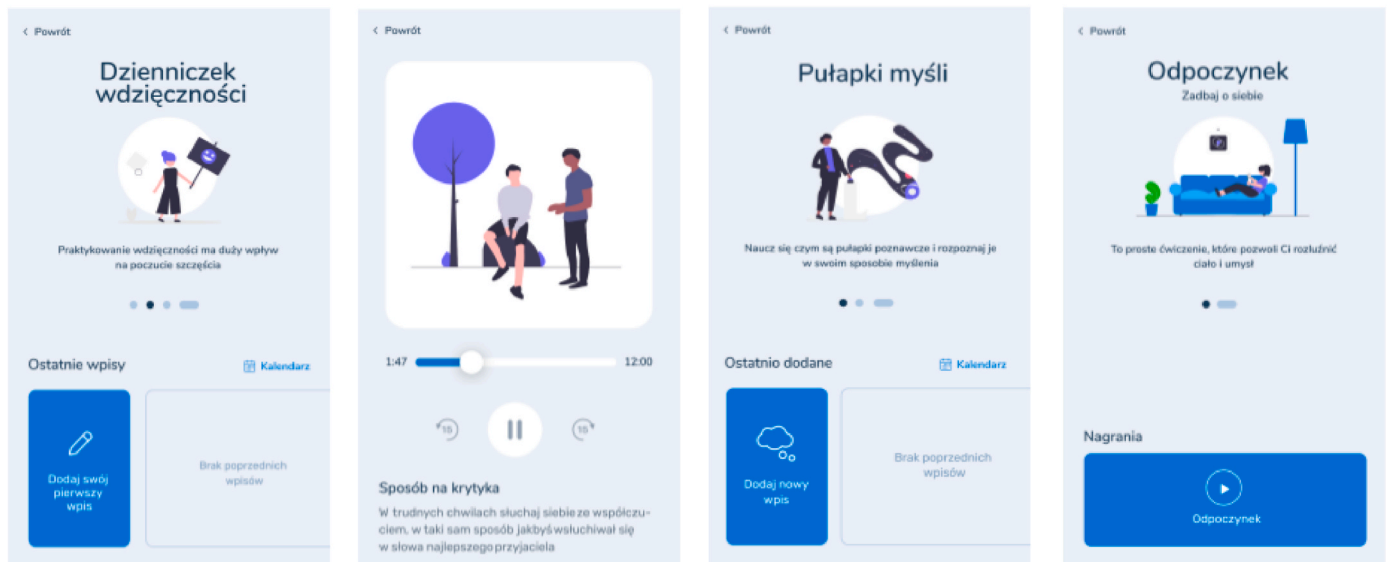 < Powrót
Dzienniczek
wdzięczności
Praktykowanie wdzięczności ma duży wpływ
na poczucie szczęścia
Ostatnie wpisy
Kalendarz
Dodaj swój
pierwszy
wpis
Brak poprzednich
wpisów
< Powrót
1:47
12:00
15
15
Sposób na krytyka
W trudnych chwilach słuchaj siebie ze współczu-
ciem, w taki sam sposób jakbyś wsłuchiwał się
w słowa najlepszego przyjaciela
< Powrót
Pułapki myśli
Naucz się czym są pułapki poznawcze i rozpoznaj je
w swoim sposobie myślenia
Ostatnio dodane
Kalendarz
Dodaj nowy
wpis
Brak poprzednich
wpisów
< Powrót
Odpoczynek
Zadbaj o siebie
To proste ćwiczenie, które pozwoli Ci rozluźnić
ciało i umysł
Nagrania
Odpoczynek